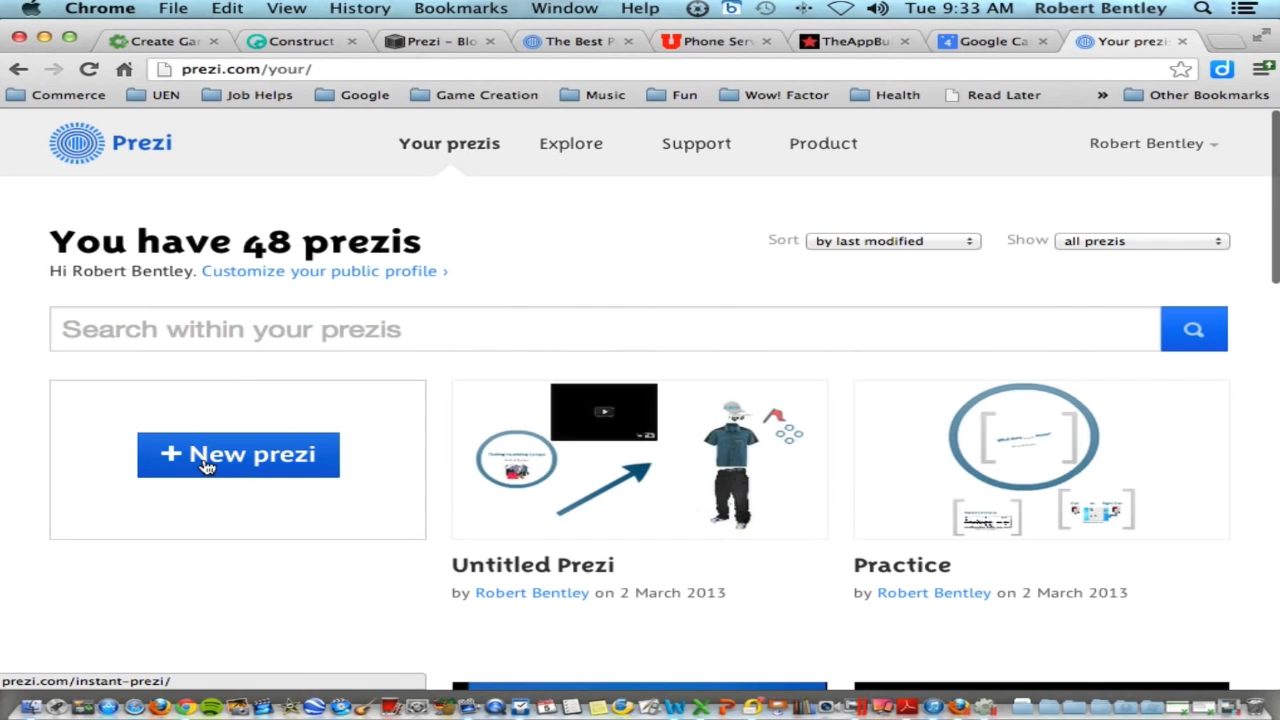 Chrome File Edit View History Bookmarks Window Help Tue 9:33 AM Robert Bentley
Create Gar Construct Prezi - Blo The Best P Phone Serv TheAppBu Google Ca Your prezi
prezi.com/your/
Commerce UEN Job Helps Google Game Creation Music Fun Wow! Factor Health Read Later » Other Bookmarks
Prezi Your prezis Explore Support Product Robert Bentley
You have 48 prezis
Sort by last modified Show all prezis
Hi Robert Bentley. Customize your public profile ›
Search within your prezis
+ New prezi
Untitled Prezi Practice
by Robert Bentley on 2 March 2013 by Robert Bentley on 2 March 2013
prezi.com/instant-prezi/